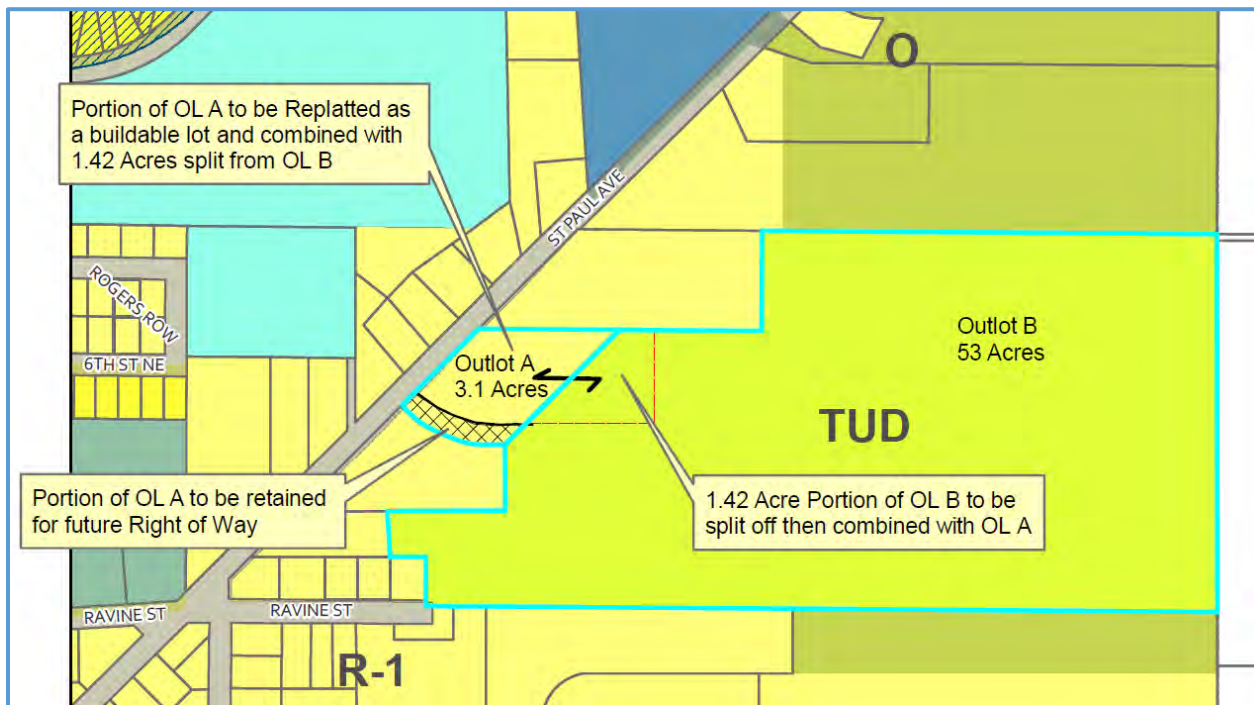 O
Portion of OL A to be Replatted as
a buildable lot and combined with
1.42 Acres split from OL B
ST PAUL AVE
ROGERS ROW
6TH ST NE
Outlot A
3.1 Acres
Outlot B
53 Acres
TUD
Portion of OL A to be retained
for future Right of Way
1.42 Acre Portion of OL B to be
split off then combined with OL A
RAVINE ST
RAVINE ST
R-1